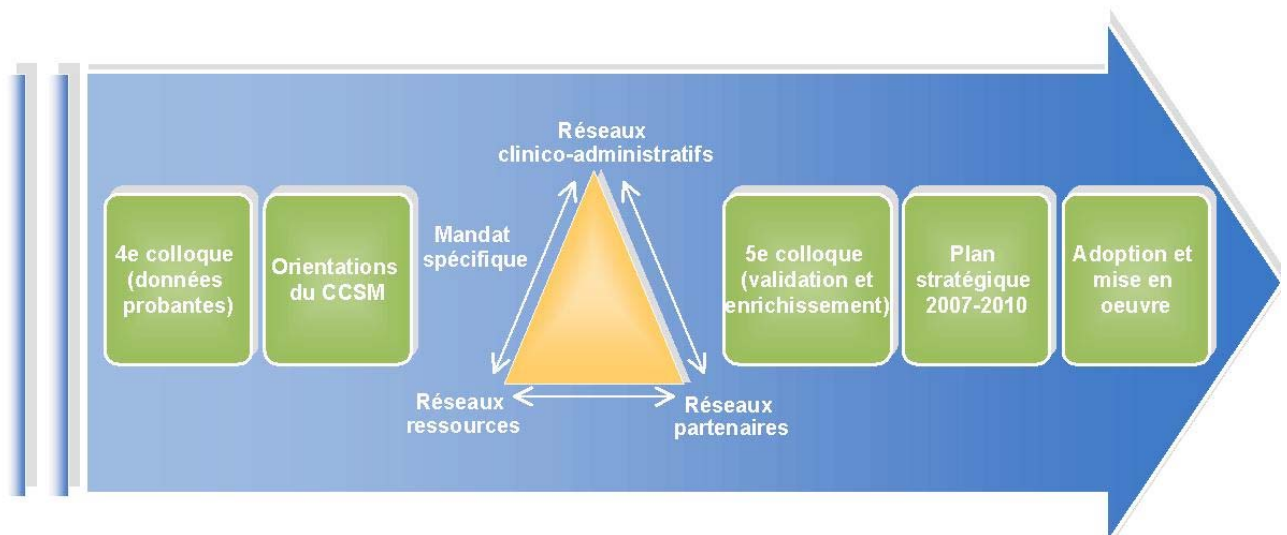 4e colloque
(données
probantes)
Orientations
du CCSM
Mandat
spécifique
Réseaux
clinico-administratifs
Réseaux
ressources
Réseaux
partenaires
5e colloque
(validation et
enrichissement)
Plan
stratégique
2007-2010
Adoption et
mise en
oeuvre